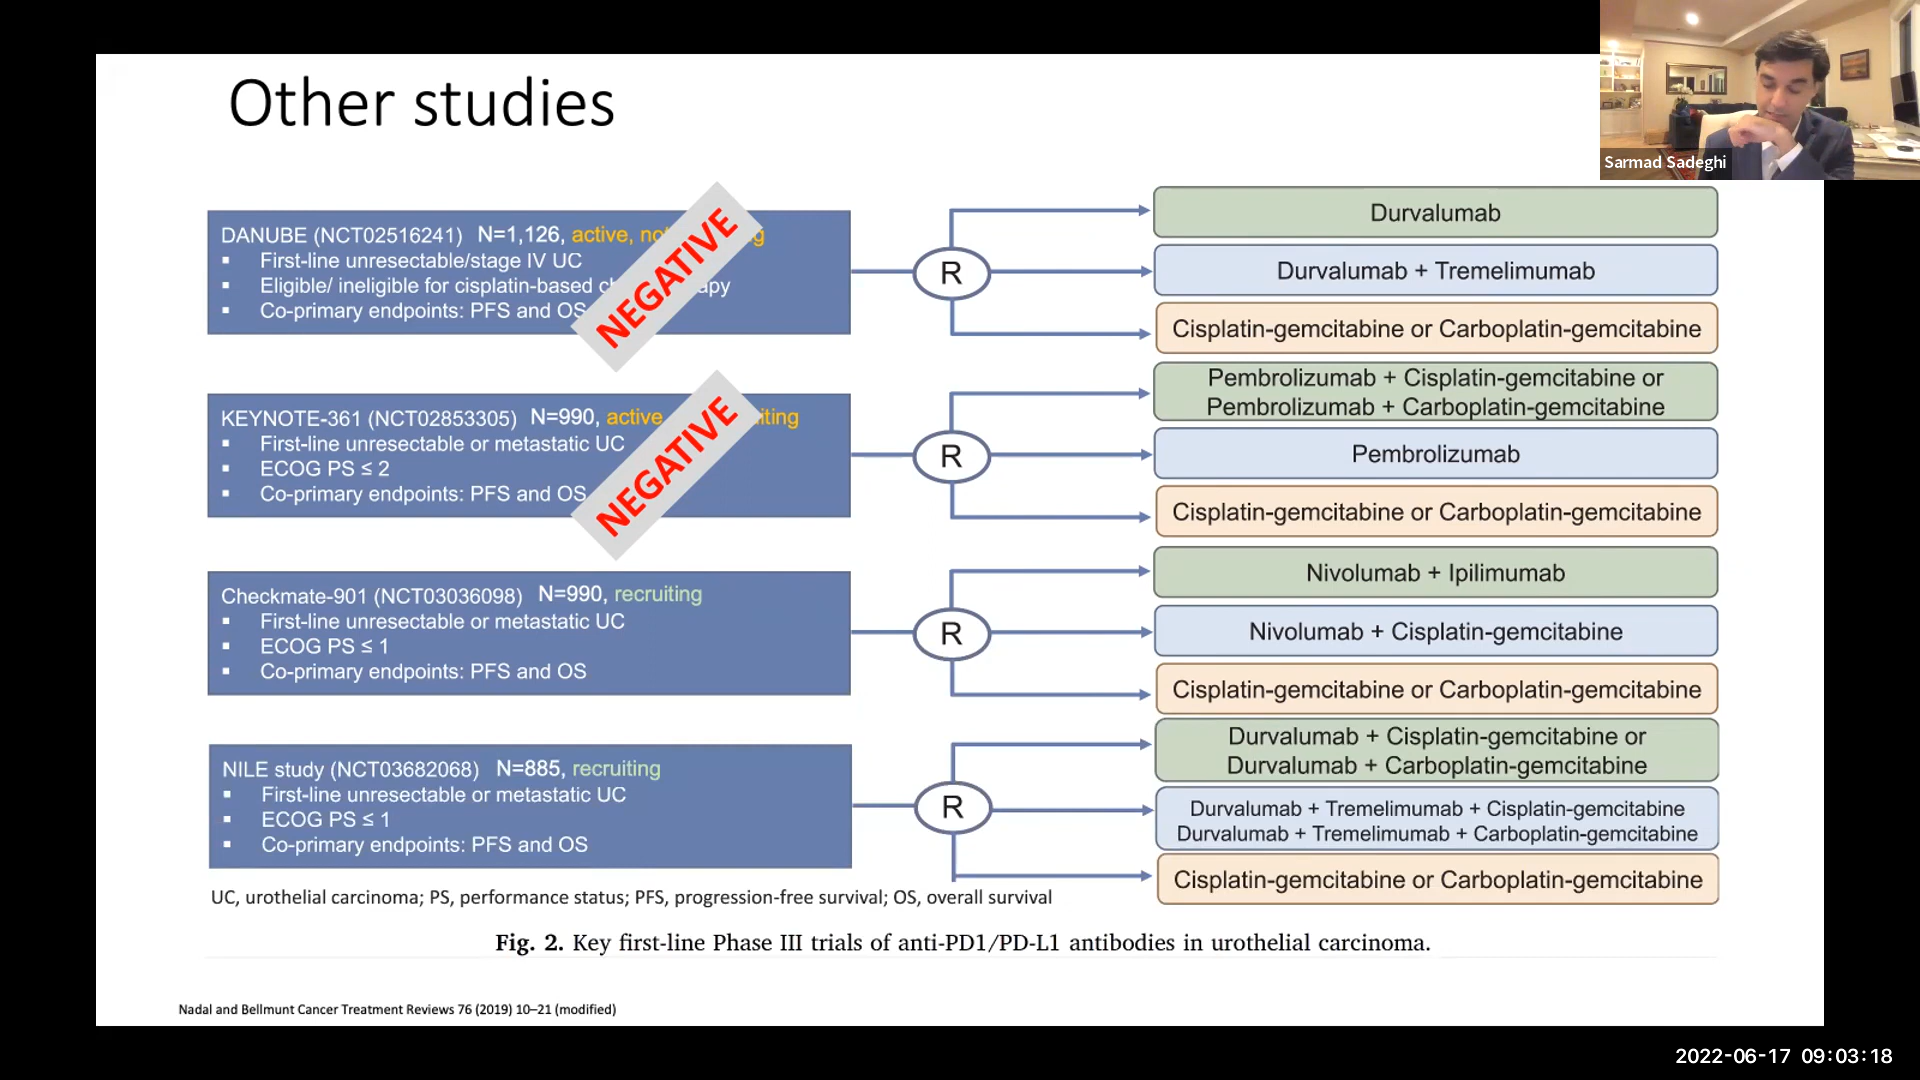 Other studies
Sarmad Sadeghi
DANUBE (NCT02516241) N=1,126, active,
▪ First-line unresectable/stage IV UC
▪ Eligible/ ineligible for cisplatin-based
▪ Co-primary endpoints: PFS and OS
NEGATIVE
R
Durvalumab
Durvalumab + Tremelimumab
Cisplatin-gemcitabine or Carboplatin-gemcitabine
KEYNOTE-361 (NCT02853305) N=990, active
▪ First-line unresectable or metastatic UC
▪ ECOG PS ≤ 2
▪ Co-primary endpoints: PFS and OS
NEGATIVE
R
Pembrolizumab + Cisplatin-gemcitabine or
Pembrolizumab + Carboplatin-gemcitabine
Pembrolizumab
Cisplatin-gemcitabine or Carboplatin-gemcitabine
Checkmate-901 (NCT03036098) N=990, recruiting
▪ First-line unresectable or metastatic UC
▪ ECOG PS ≤ 1
▪ Co-primary endpoints: PFS and OS
R
Nivolumab + Ipilimumab
Nivolumab + Cisplatin-gemcitabine
Cisplatin-gemcitabine or Carboplatin-gemcitabine
NILE study (NCT03682068) N=885, recruiting
▪ First-line unresectable or metastatic UC
▪ ECOG PS ≤ 1
▪ Co-primary endpoints: PFS and OS
R
Durvalumab + Cisplatin-gemcitabine or
Durvalumab + Carboplatin-gemcitabine
Durvalumab + Tremelimumab + Cisplatin-gemcitabine
Durvalumab + Tremelimumab + Carboplatin-gemcitabine
Cisplatin-gemcitabine or Carboplatin-gemcitabine
UC, urothelial carcinoma; PS, performance status; PFS, progression-free survival; OS, overall survival
Fig. 2. Key first-line Phase III trials of anti-PD1/PD-L1 antibodies in urothelial carcinoma.
Nadal and Bellmunt Cancer Treatment Reviews 76 (2019) 10–21 (modified)
2022-06-17 09:03:18